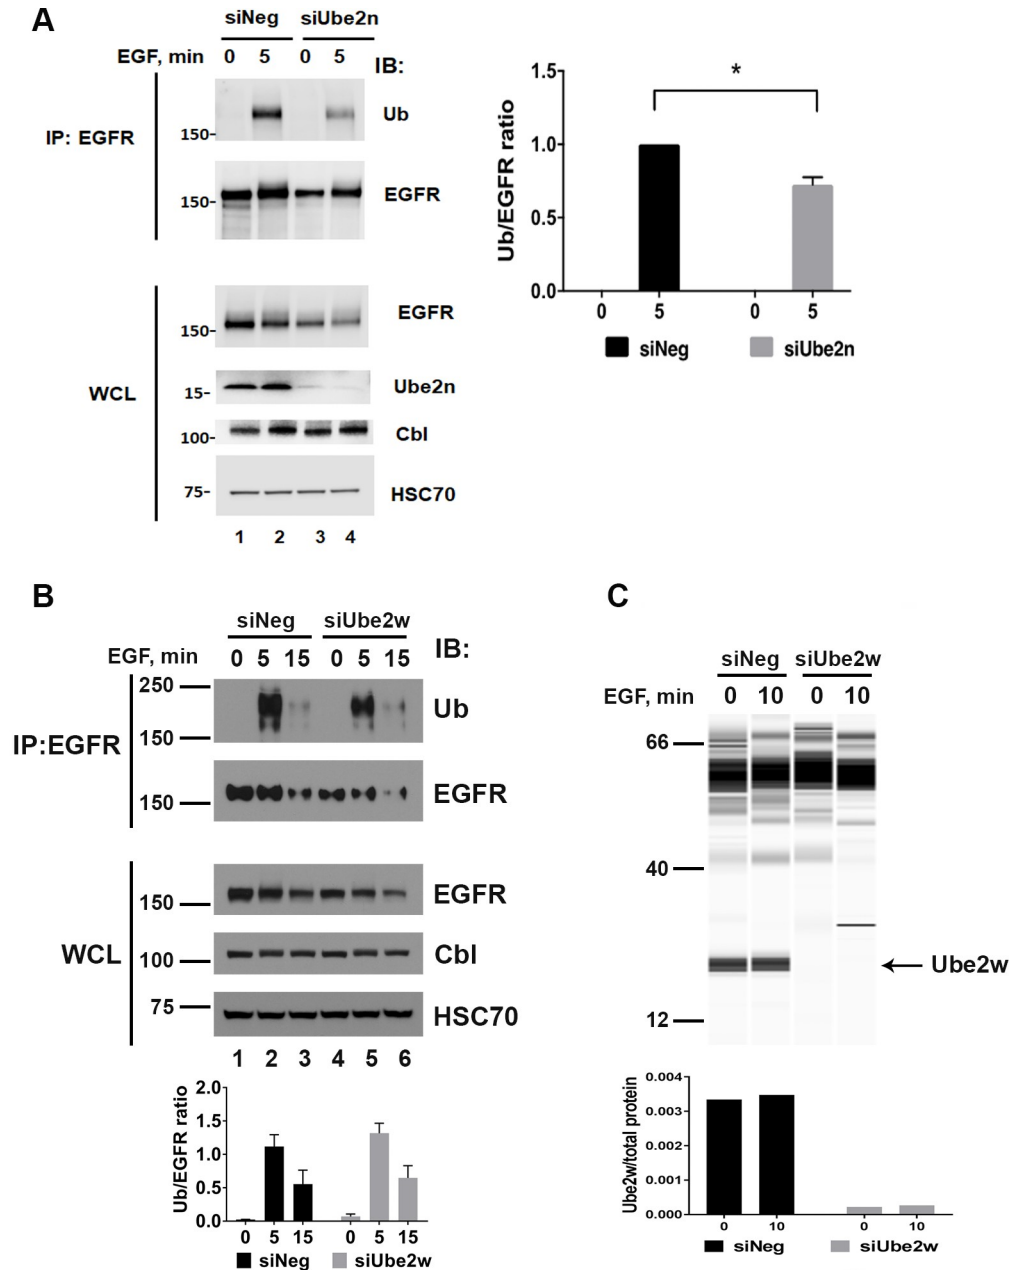 A
siNeg siUbe2n
EGF, min 0 5 0 5 IB:
IP: EGFR
Ub
150-
EGFR
150-
WCL
EGFR
150-
Ube2n
15-
Cbl
100-
HSC70
75-
1 2 3 4
*
Ub/EGFR ratio
1.5
1.0
0.5
0.0
0 5 0 5
siNeg siUbe2n
B
siNeg siUbe2w
IB:
EGF, min 0 5 15 0 5 15
IP:EGFR
250
Ub
150
EGFR
150
WCL
EGFR
150
Cbl
100
75
HSC70
1 2 3 4 5 6
Ub/EGFR ratio
2.0
1.5
1.0
0.5
0.0
0 5 15 0 5 15
siNeg siUbe2w
C
siNeg siUbe2w
EGF, min 0 10 0 10
66
40
Ube2w
12
Ube2w/total protein
0.004
0.003
0.002
0.001
0.000
0 10 0 10
siNeg siUbe2w